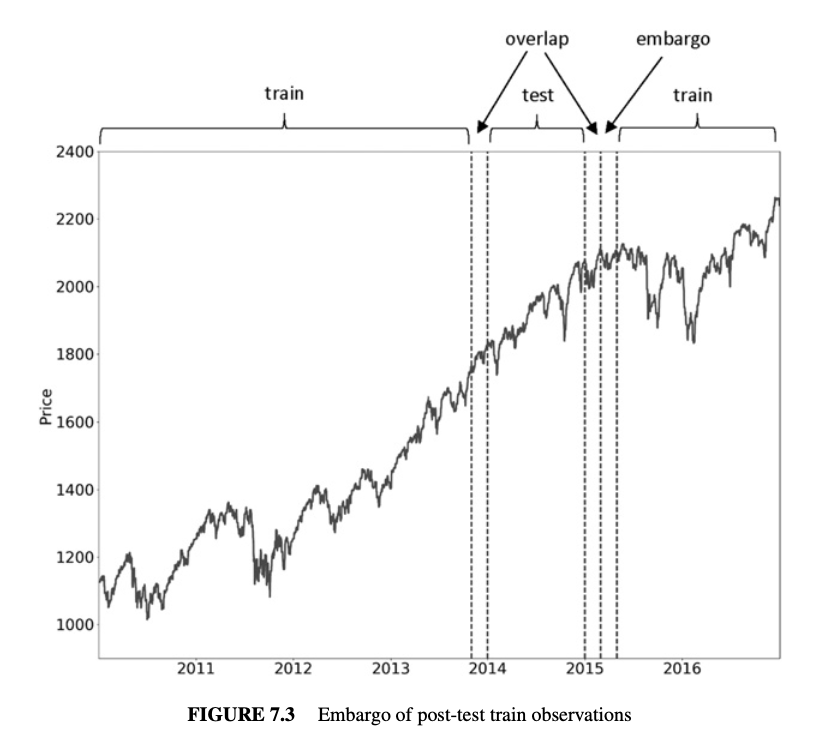 overlap embargo
train test train
2400
2200
2000
1800
1600
1400
1200
1000
Price
2011 2012 2013 2014 2015 2016
FIGURE 7.3 Embargo of post-test train observations